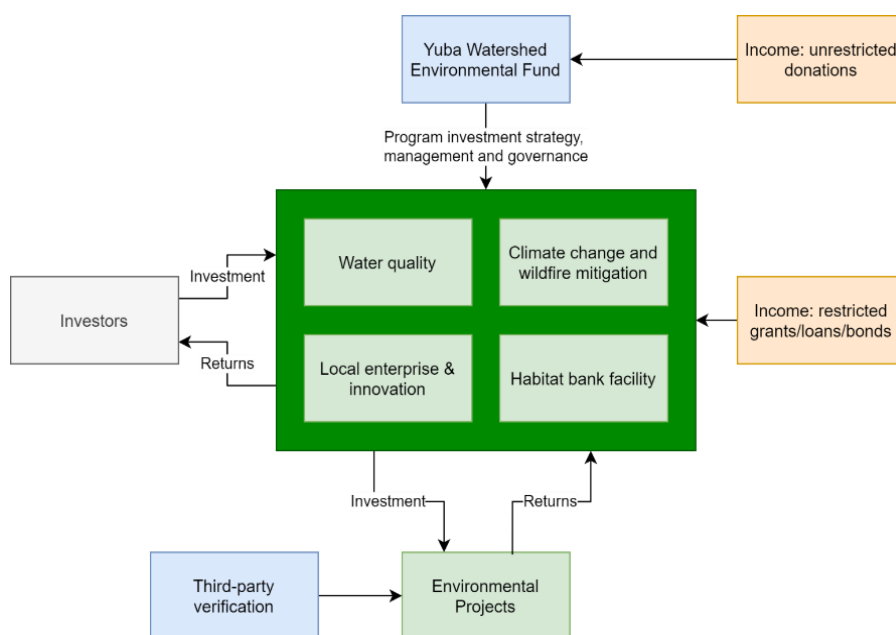 Yuba Watershed
Environmental Fund
Income: unrestricted
donations
Program investment strategy,
management and governance
Water quality
Climate change and
wildfire mitigation
Investment
Investors
Income: restricted
grants/loans/bonds
Returns
Local enterprise &
innovation
Habitat bank facility
Investment
Returns
Third-party
verification
Environmental
Projects